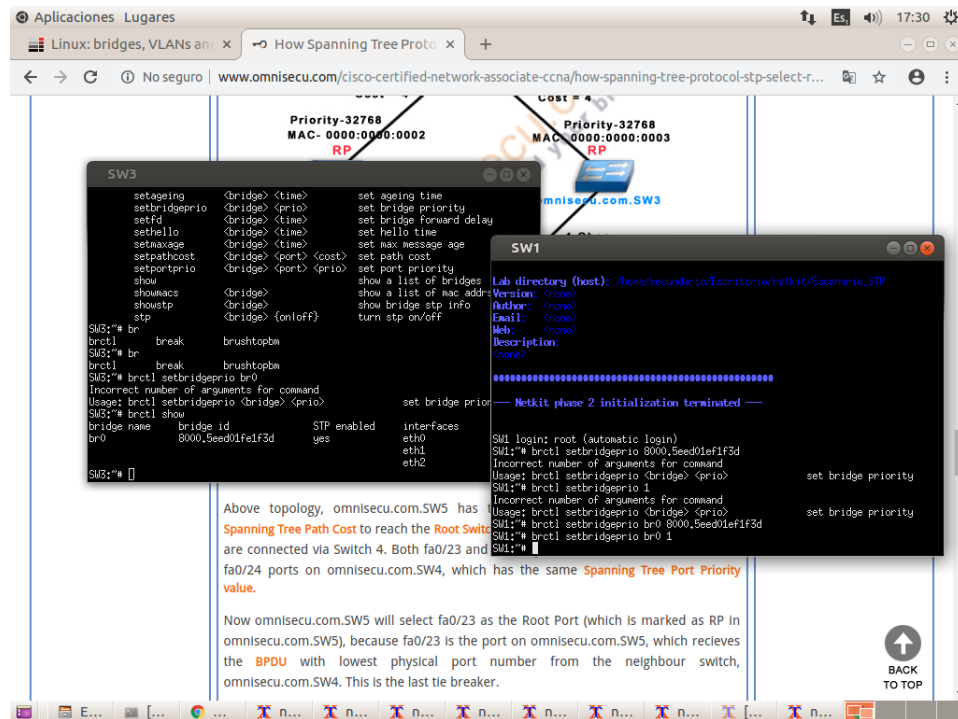 Aplicaciones Lugares
Es 17:30
Linux: bridges, VLANs an
How Spanning Tree Proto
No seguro | www.omnisecu.com/cisco-certified-network-associate-ccna/how-spanning-tree-protocol-stp-select-r...
Cost = 4
Priority-32768
MAC- 0000:0000:0002
RP
Priority-32768
MAC- 0000:0000:0003
RP
omnisecu.com.SW3
SW3
setageing <bridge> <time> set ageing time
setbridgeprio <bridge> <prio> set bridge priority
setfd <bridge> <time> set bridge forward delay
sethello <bridge> <time> set hello time
setmaxage <bridge> <time> set max message age
setpathcost <bridge> <port> <cost> set path cost
setportprio <bridge> <port> <prio> set port priority
show show a list of bridges
showmacs <bridge> show a list of mac addrs
showstp <bridge> show bridge stp info
stp <bridge> {on|off} turn stp on/off
SW3:~# br
brctl break brushtopbm
SW3:~# br
brctl break brushtopbm
SW3:~# brctl setbridgeprio br0
Incorrect number of arguments for command
Usage: brctl setbridgeprio <bridge> <prio> set bridge prior
SW3:~# brctl show
bridge name bridge id STP enabled interfaces
br0 8000.5eed01fe1f3d yes eth0
eth1
eth2
SW3:~#
SW1
Lab directory (host): /home/secundario/Escritorio/netkit/Escenario_STP
Version: <none>
Author: <none>
Email: <none>
Web: <none>
Description:
<none>
— Netkit phase 2 initialization terminated —
SW1 login: root (automatic login)
SW1:~# brctl setbridgeprio 8000.5eed01ef1f3d
Incorrect number of arguments for command
Usage: brctl setbridgeprio <bridge> <prio> set bridge priority
SW1:~# brctl setbridgeprio 1
Incorrect number of arguments for command
Usage: brctl setbridgeprio <bridge> <prio> set bridge priority
SW1:~# brctl setbridgeprio br0 8000.5eed01ef1f3d
SW1:~# brctl setbridgeprio br0 1
SW1:~#
Above topology, omnisecu.com.SW5 has
Spanning Tree Path Cost to reach the Root Switc
are connected via Switch 4. Both fa0/23 and
fa0/24 ports on omnisecu.com.SW4, which has the same Spanning Tree Port Priority
value.
Now omnisecu.com.SW5 will select fa0/23 as the Root Port (which is marked as RP in
omnisecu.com.SW5), because fa0/23 is the port on omnisecu.com.SW5, which recieves
the BPDU with lowest physical port number from the neighbour switch,
omnisecu.com.SW4. This is the last tie breaker.
BACK
TO TOP
E... [... ... n... n... n... n... n... n... n... [... n...